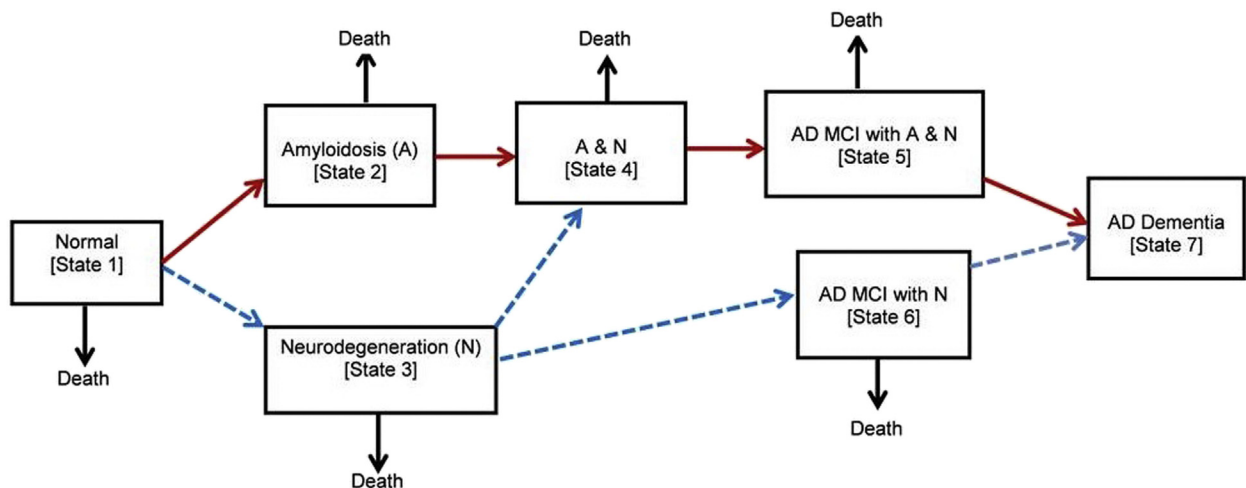 Death
Death
Death
Amyloidosis (A)
[State 2]
A & N
[State 4]
AD MCI with A & N
[State 5]
Normal
[State 1]
AD Dementia
[State 7]
AD MCI with N
[State 6]
Neurodegeneration (N)
[State 3]
Death
Death
Death